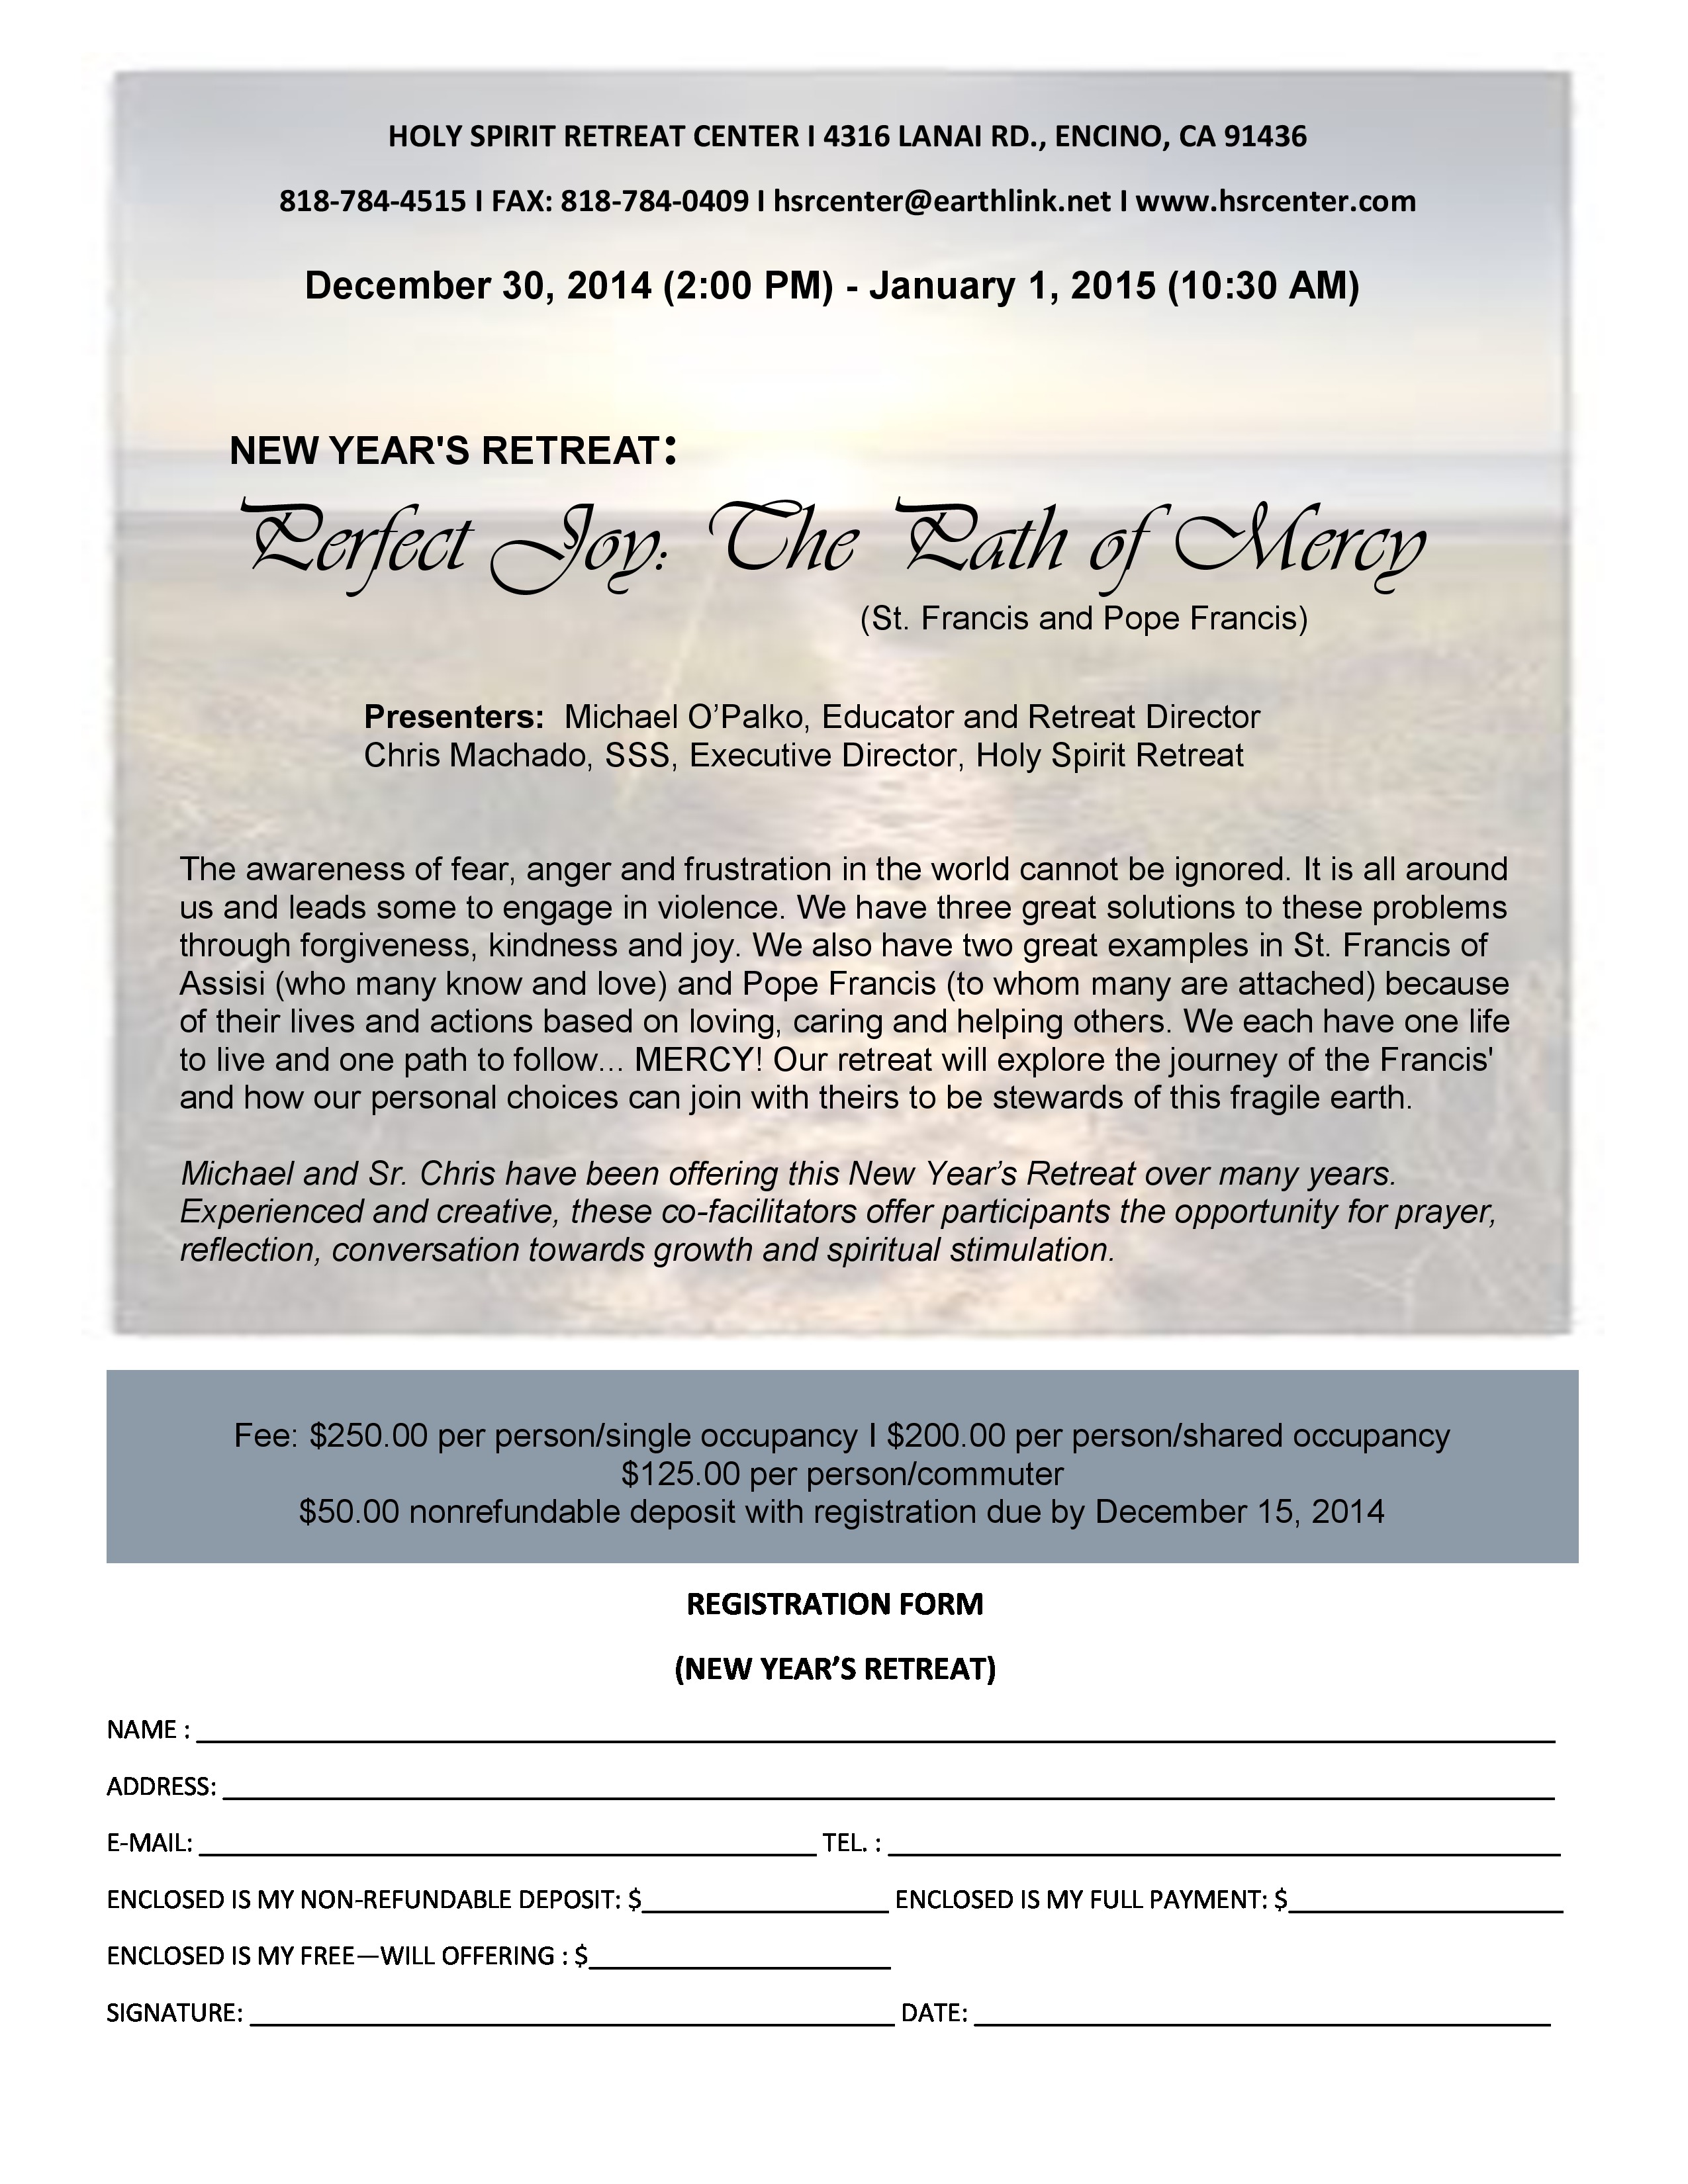 HOLY SPIRIT RETREAT CENTER I 4316 LANAI RD., ENCINO, CA 91436
818-784-4515 I FAX: 818-784-0409 I hsrcenter@earthlink.net I www.hsrcenter.com
December 30, 2014 (2:00 PM) - January 1, 2015 (10:30 AM)
NEW YEAR'S RETREAT:
Perfect Joy: The Path of Mercy
(St. Francis and Pope Francis)
Presenters: Michael O’Palko, Educator and Retreat Director
Chris Machado, SSS, Executive Director, Holy Spirit Retreat
The awareness of fear, anger and frustration in the world cannot be ignored. It is all around
us and leads some to engage in violence. We have three great solutions to these problems
through forgiveness, kindness and joy. We also have two great examples in St. Francis of
Assisi (who many know and love) and Pope Francis (to whom many are attached) because
of their lives and actions based on loving, caring and helping others. We each have one life
to live and one path to follow... MERCY! Our retreat will explore the journey of the Francis'
and how our personal choices can join with theirs to be stewards of this fragile earth.
Michael and Sr. Chris have been offering this New Year’s Retreat over many years.
Experienced and creative, these co-facilitators offer participants the opportunity for prayer,
reflection, conversation towards growth and spiritual stimulation.
Fee: $250.00 per person/single occupancy I $200.00 per person/shared occupancy
$125.00 per person/commuter
$50.00 nonrefundable deposit with registration due by December 15, 2014
REGISTRATION FORM
(NEW YEAR’S RETREAT)
NAME :
ADDRESS:
E-MAIL: TEL. :
ENCLOSED IS MY NON-REFUNDABLE DEPOSIT: $ ENCLOSED IS MY FULL PAYMENT: $
ENCLOSED IS MY FREE—WILL OFFERING : $
SIGNATURE: DATE: